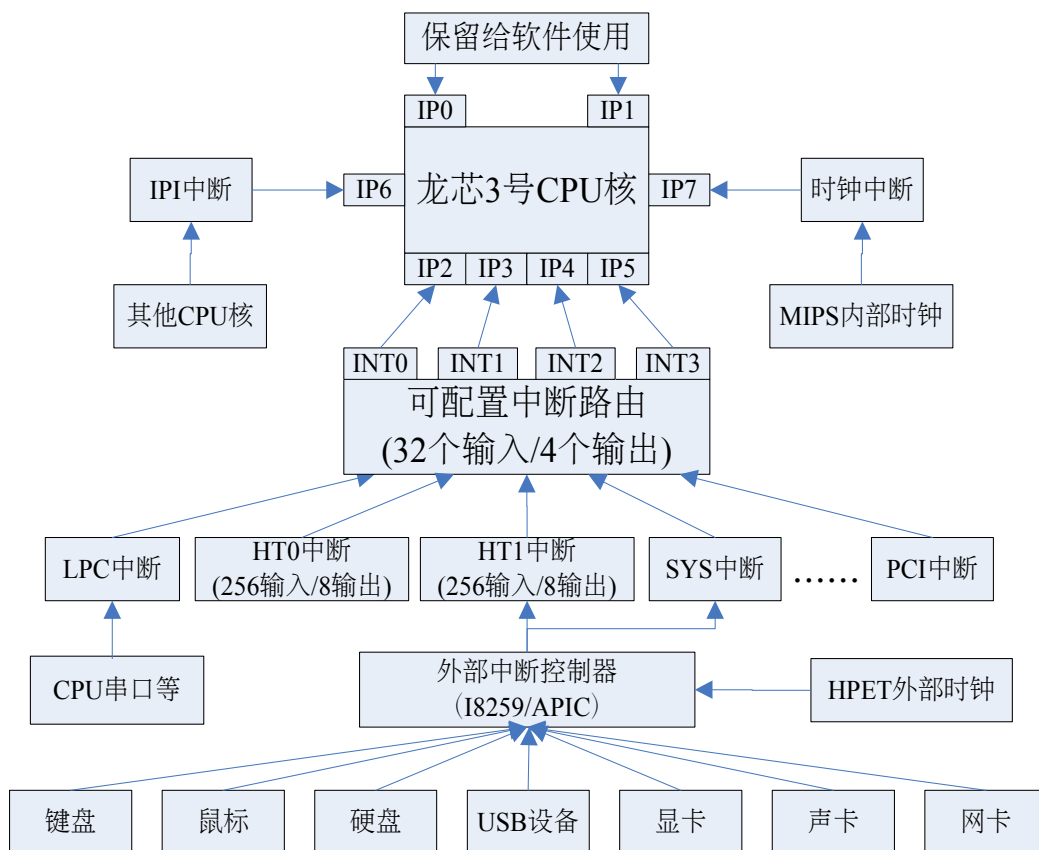 保留给软件使用
IP0
IP1
IPI中断
IP6
龙芯3号CPU核
IP7
时钟中断
IP2
IP3
IP4
IP5
其他CPU核
MIPS内部时钟
INT0
INT1
INT2
INT3
可配置中断路由
(32个输入/4个输出)
LPC中断
HT0中断
(256输入/8输出)
HT1中断
(256输入/8输出)
SYS中断
……
PCI中断
CPU串口等
外部中断控制器
（I8259/APIC）
HPET外部时钟
键盘
鼠标
硬盘
USB设备
显卡
声卡
网卡